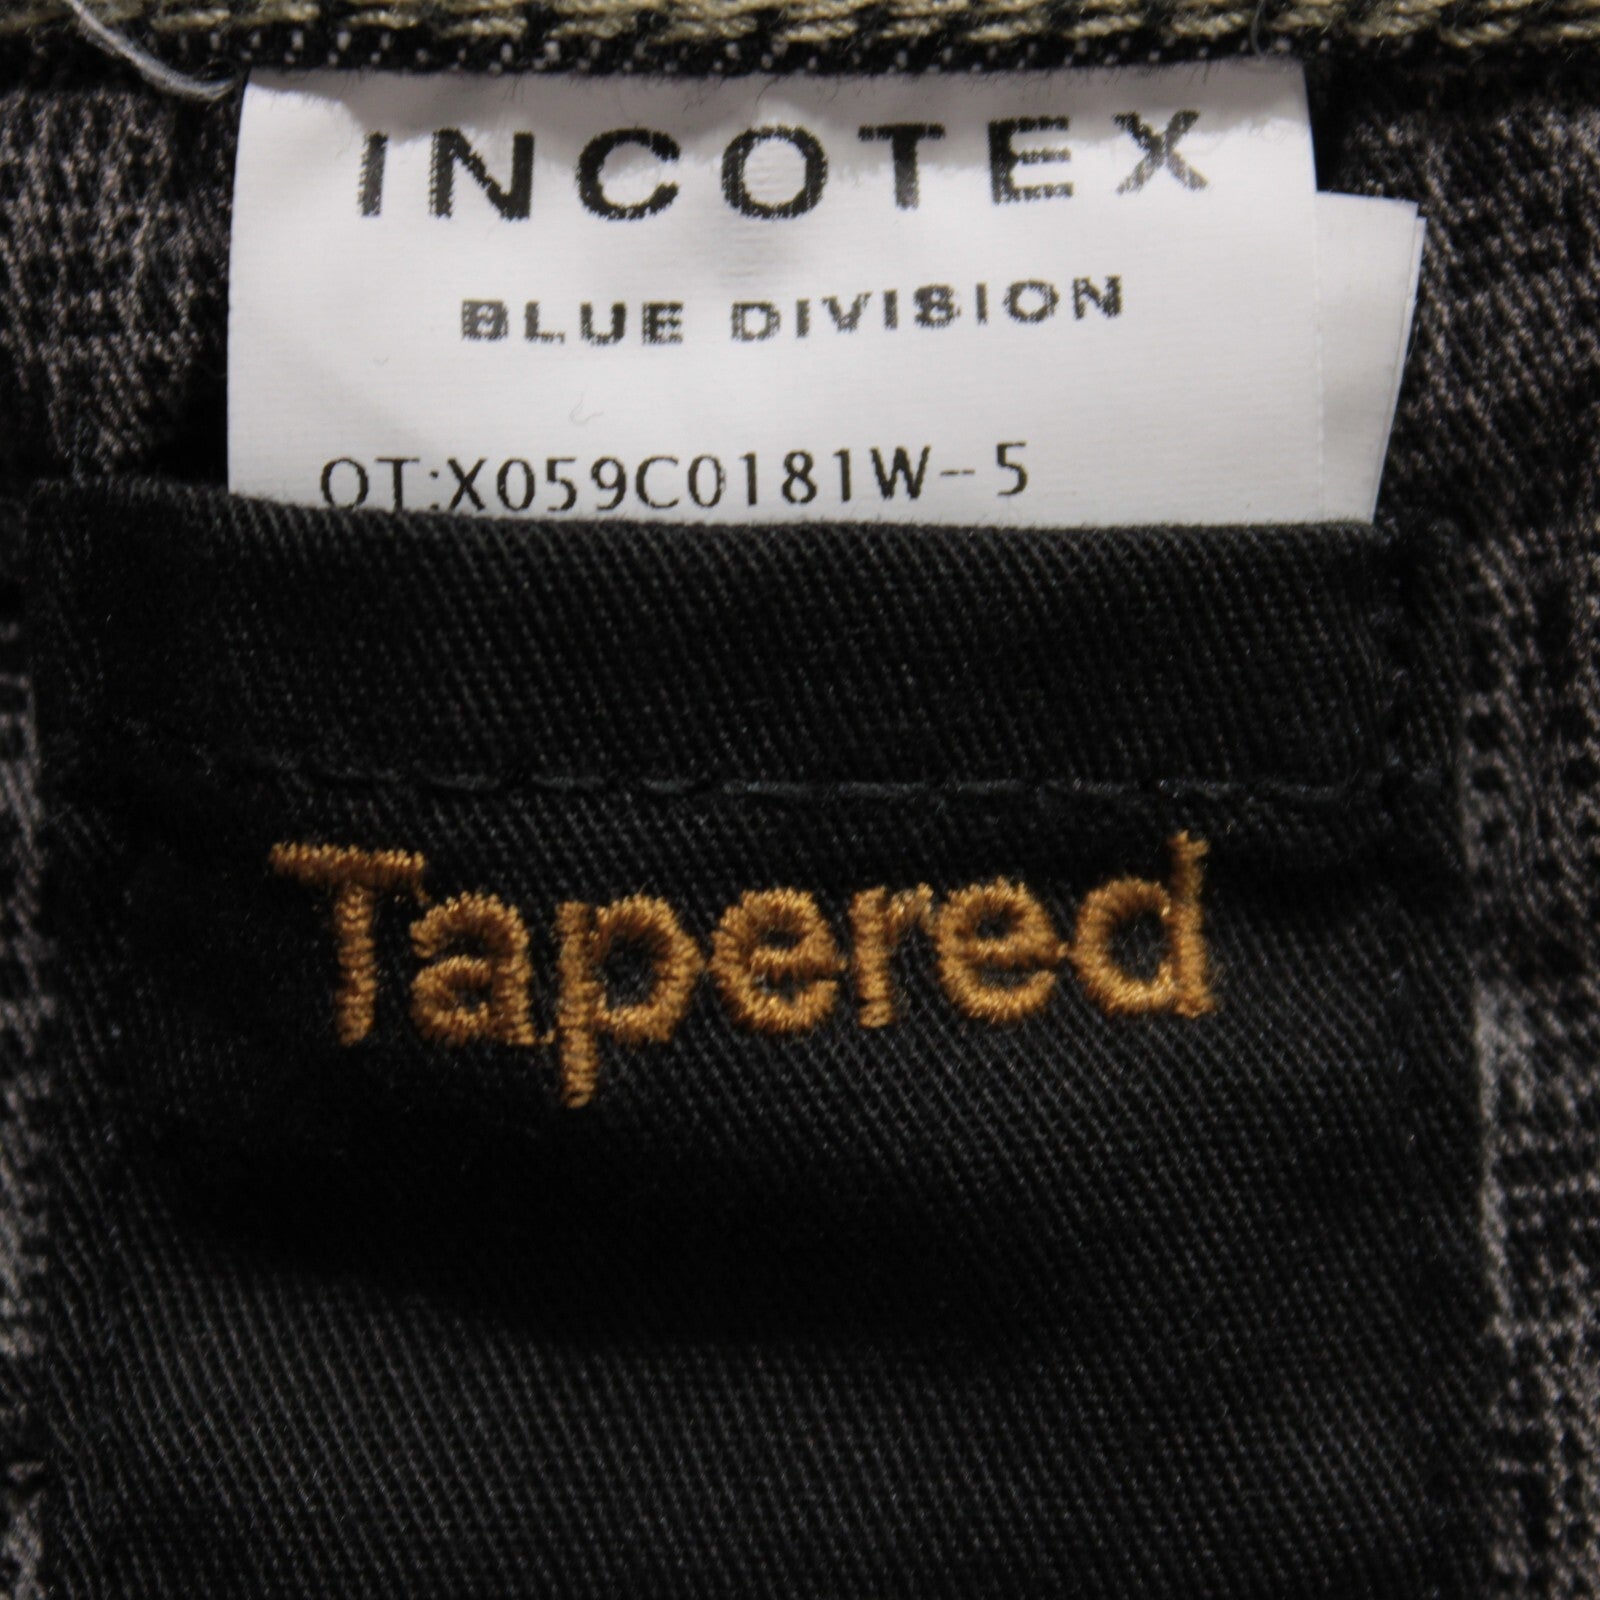 INCOTEX
BLUE DIVISION
OT:X059C0181W-5
Tapered